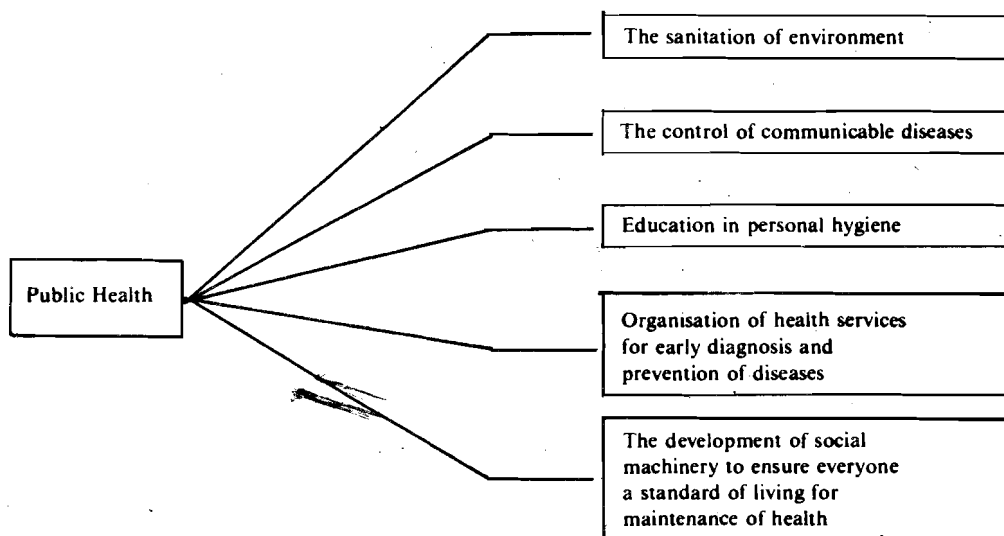 The sanitation of environment
The control of communicable diseases
Education in personal hygiene
Public Health
Organisation of health services
for early diagnosis and
prevention of diseases
The development of social
machinery to ensure everyone
a standard of living for
maintenance of health